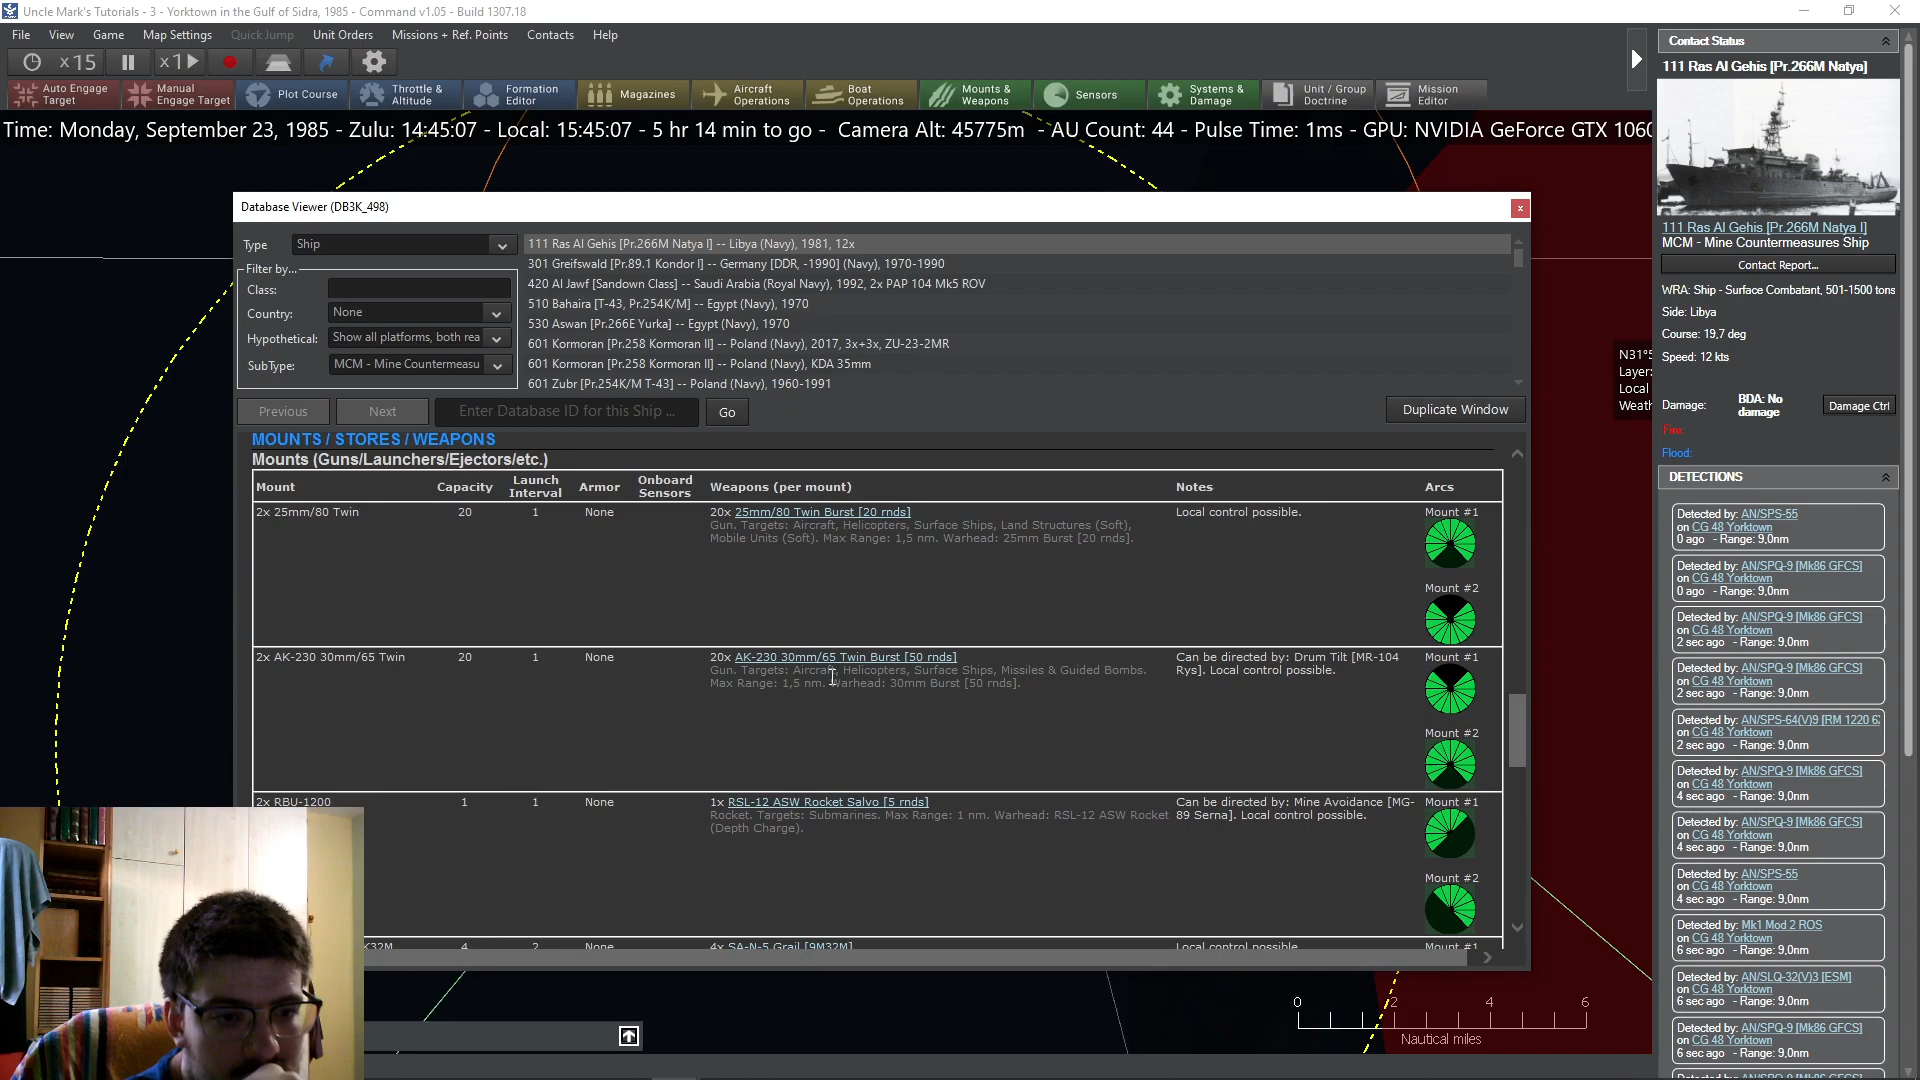 Uncle Mark's Tutorials - 3 - Yorktown in the Gulf of Sidra, 1985 - Command v1.05 - Build 1307.18
File View Game Map Settings Quick Jump Unit Orders Missions + Ref. Points Contacts Help
x15 x1
Auto Engage Target
Manual Engage Target
Plot Course
Throttle & Altitude
Formation Editor
Magazines
Aircraft Operations
Boat Operations
Mounts & Weapons
Sensors
Systems & Damage
Unit / Group Doctrine
Mission Editor
Time: Monday, September 23, 1985 - Zulu: 14:45:07 - Local: 15:45:07 - 5 hr 14 min to go - Camera Alt: 45775m - AU Count: 44 - Pulse Time: 1ms - GPU: NVIDIA GeForce GTX 1060
Database Viewer (DB3K_498)
Type Ship
Filter by...
Class:
Country: None
Hypothetical: Show all platforms, both rea
SubType: MCM - Mine Countermeasu
111 Ras Al Gehis [Pr.266M Natya I] -- Libya (Navy), 1981, 12x
301 Greifswald [Pr.89.1 Kondor I] -- Germany [DDR, -1990] (Navy), 1970-1990
420 Al Jawf [Sandown Class] -- Saudi Arabia (Royal Navy), 1992, 2x PAP 104 Mk5 ROV
510 Bahaira [T-43, Pr.254K/M] -- Egypt (Navy), 1970
530 Aswan [Pr.266E Yurka] -- Egypt (Navy), 1970
601 Kormoran [Pr.258 Kormoran II] -- Poland (Navy), 2017, 3x+3x, ZU-23-2MR
601 Kormoran [Pr.258 Kormoran II] -- Poland (Navy), KDA 35mm
601 Zubr [Pr.254K/M T-43] -- Poland (Navy), 1960-1991
Previous Next Enter Database ID for this Ship ... Go Duplicate Window
MOUNTS / STORES / WEAPONS
Mounts (Guns/Launchers/Ejectors/etc.)
Mount Capacity Launch Interval Armor Onboard Sensors Weapons (per mount) Notes Arcs
2x 25mm/80 Twin 20 1 None 20x 25mm/80 Twin Burst [20 rnds] Local control possible. Mount #1
Gun. Targets: Aircraft, Helicopters, Surface Ships, Land Structures (Soft),
Mobile Units (Soft). Max Range: 1,5 nm. Warhead: 25mm Burst [20 rnds].
Mount #2
2x AK-230 30mm/65 Twin 20 1 None 20x AK-230 30mm/65 Twin Burst [50 rnds] Can be directed by: Drum Tilt [MR-104 Mount #1
Gun. Targets: Aircraft, Helicopters, Surface Ships, Missiles & Guided Bombs. Rys]. Local control possible.
Max Range: 1,5 nm. Warhead: 30mm Burst [50 rnds].
Mount #2
2x RBU-1200 1 1 None 1x RSL-12 ASW Rocket Salvo [5 rnds] Can be directed by: Mine Avoidance [MG- Mount #1
Rocket. Targets: Submarines. Max Range: 1 nm. Warhead: RSL-12 ASW Rocket 89 Serna]. Local control possible.
(Depth Charge).
Mount #2
K32M 4 2 None 4x SA-N-5 Grail [9M32M] Local control possible. Mount #1
N31°5
Layer:
Local
Weath
0 2 4 6
Nautical miles
Contact Status
111 Ras Al Gehis [Pr.266M Natya]
111 Ras Al Gehis [Pr.266M Natya I]
MCM - Mine Countermeasures Ship
Contact Report...
WRA: Ship - Surface Combatant, 501-1500 tons
Side: Libya
Course: 19,7 deg
Speed: 12 kts
Damage: BDA: No damage Damage Ctrl
Fire:
Flood:
DETECTIONS
Detected by: AN/SPS-55
on CG 48 Yorktown
0 ago - Range: 9,0nm
Detected by: AN/SPQ-9 [Mk86 GFCS]
on CG 48 Yorktown
0 ago - Range: 9,0nm
Detected by: AN/SPQ-9 [Mk86 GFCS]
on CG 48 Yorktown
2 sec ago - Range: 9,0nm
Detected by: AN/SPQ-9 [Mk86 GFCS]
on CG 48 Yorktown
2 sec ago - Range: 9,0nm
Detected by: AN/SPS-64(V)9 [RM 1220 6
on CG 48 Yorktown
2 sec ago - Range: 9,0nm
Detected by: AN/SPQ-9 [Mk86 GFCS]
on CG 48 Yorktown
4 sec ago - Range: 9,0nm
Detected by: AN/SPQ-9 [Mk86 GFCS]
on CG 48 Yorktown
4 sec ago - Range: 9,0nm
Detected by: AN/SPS-55
on CG 48 Yorktown
4 sec ago - Range: 9,0nm
Detected by: Mk1 Mod 2 ROS
on CG 48 Yorktown
6 sec ago - Range: 9,0nm
Detected by: AN/SLQ-32(V)3 [ESM]
on CG 48 Yorktown
6 sec ago - Range: 9,0nm
Detected by: AN/SPQ-9 [Mk86 GFCS]
on CG 48 Yorktown
6 sec ago - Range: 9,0nm